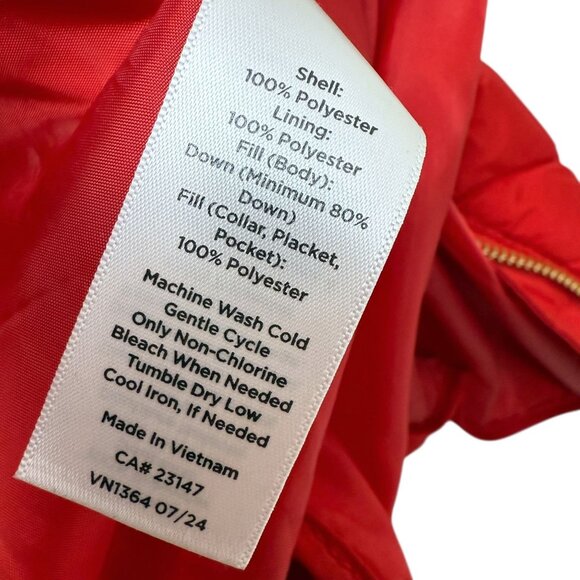 Shell:
100% Polyester
Lining:
100% Polyester
Fill (Body):
Down (Minimum 80%
Down)
Fill (Collar, Placket,
Pocket):
100% Polyester
Machine Wash Cold
Gentle Cycle
Only Non-Chlorine
Bleach When Needed
Tumble Dry Low
Cool Iron, If Needed
Made In Vietnam
CA# 23147
VN1364 07/24